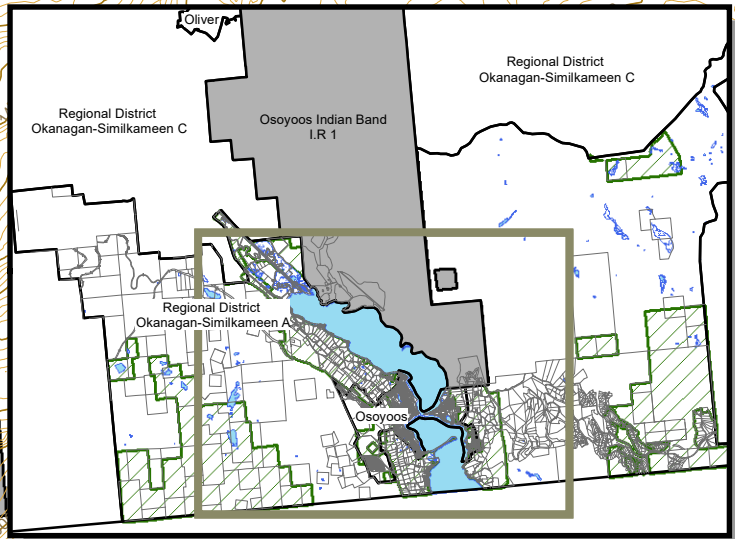 Oliver
Regional District
Okanagan-Similkameen C
Regional District
Okanagan-Similkameen C
Osoyoos Indian Band
I.R 1
Regional District
Okanagan-Similkameen A
Osoyoos